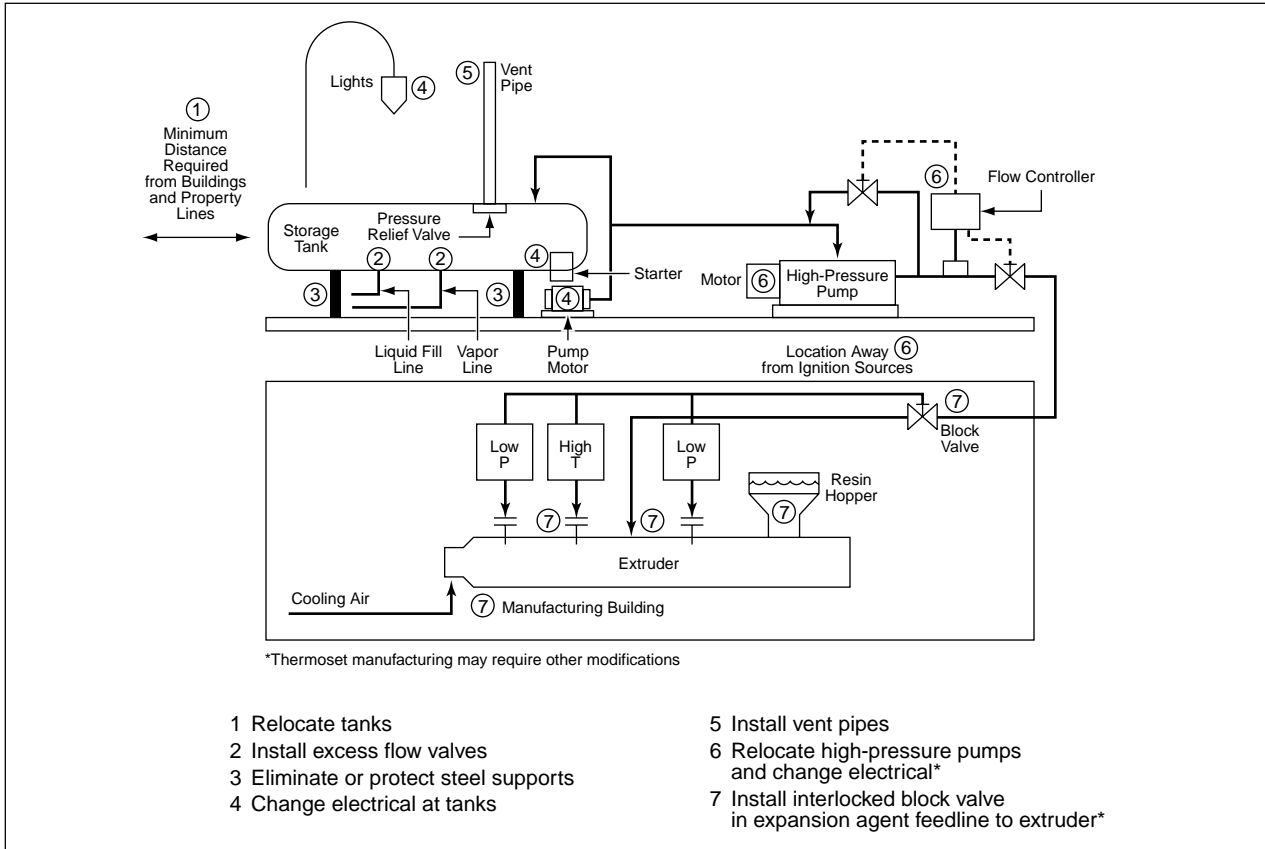 Lights
4
5
Vent
Pipe
1
Minimum
Distance
Required
from Buildings
and Property
Lines
6
Flow Controller
Storage
Tank
Pressure
Relief Valve
2
2
4
Starter
3
3
4
Motor
6
High-Pressure
Pump
Liquid Fill
Line
Vapor
Line
Pump
Motor
Location Away 6
from Ignition Sources
7
Block
Valve
Low
P
High
T
Low
P
Resin
Hopper
7
7
7
Extruder
Cooling Air
7 Manufacturing Building
*Thermoset manufacturing may require other modifications
1 Relocate tanks
2 Install excess flow valves
3 Eliminate or protect steel supports
4 Change electrical at tanks
5 Install vent pipes
6 Relocate high-pressure pumps
and change electrical*
7 Install interlocked block valve
in expansion agent feedline to extruder*